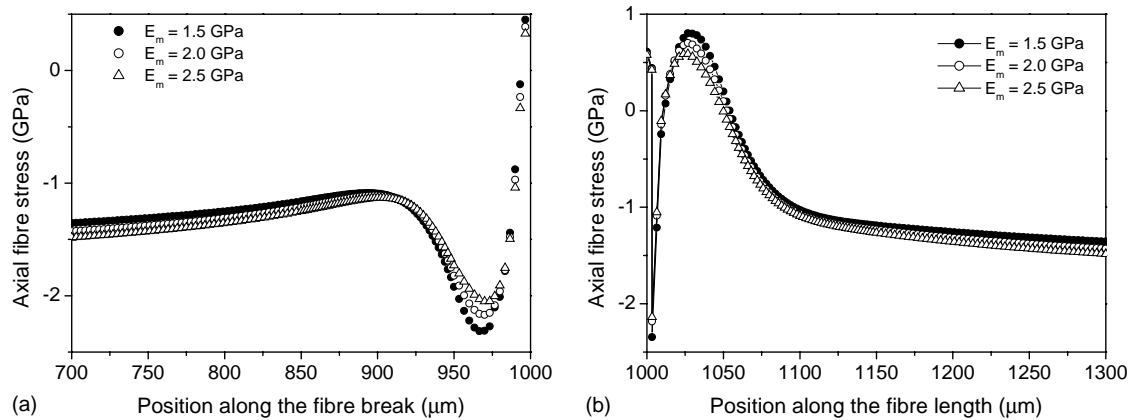 E_m = 1.5 GPa
E_m = 2.0 GPa
E_m = 2.5 GPa
Axial fibre stress (GPa)
0
-1
-2
700 750 800 850 900 950 1000
(a) Position along the fibre break (μm)
E_m = 1.5 GPa
E_m = 2.0 GPa
E_m = 2.5 GPa
Axial fibre stress (GPa)
1
0
-1
-2
1000 1050 1100 1150 1200 1250 1300
(b) Position along the fibre length (μm)